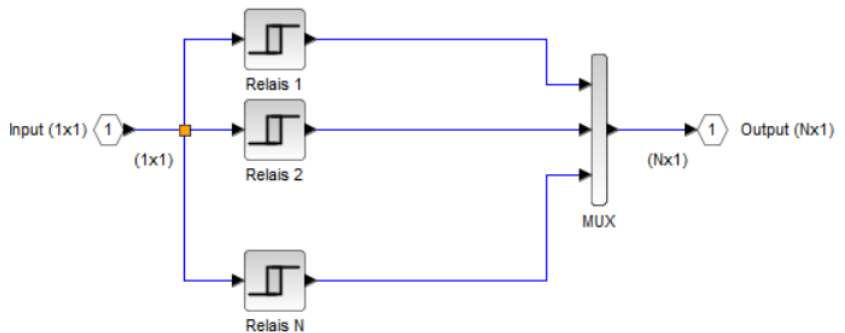 Relais 1
Input (1x1) 1
(1x1)
Relais 2
1 Output (Nx1)
(Nx1)
MUX
Relais N